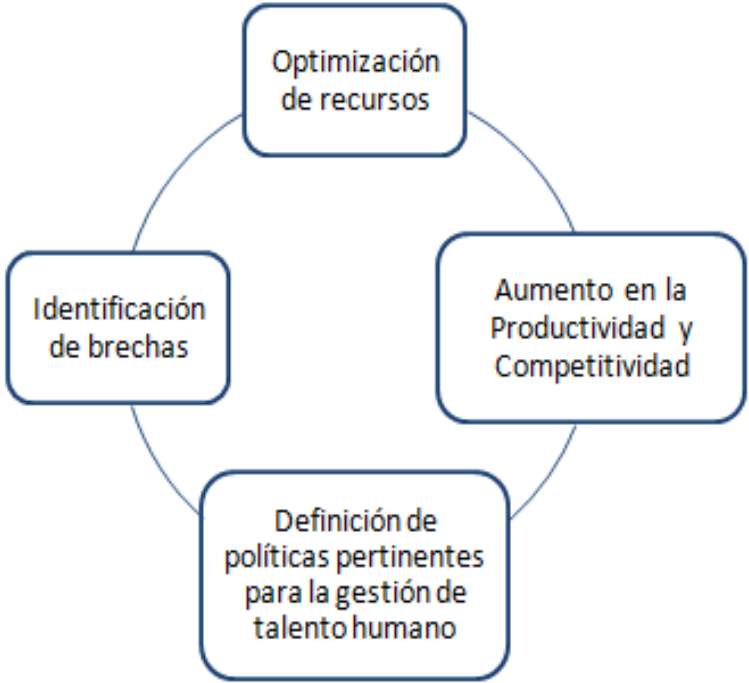 Optimización
de recursos
Aumento en la
Productividad y
Competitividad
Definición de
políticas pertinentes
para la gestión de
talento humano
Identificación
de brechas